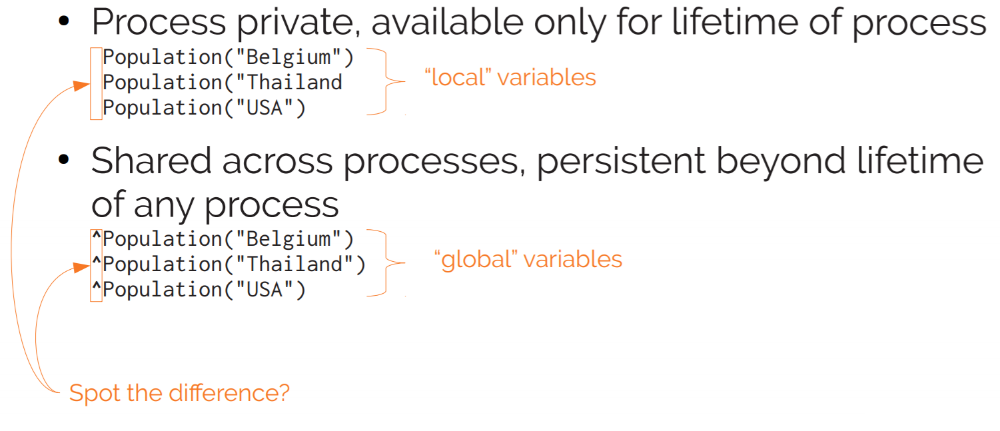 • Process private, available only for lifetime of process
Population("Belgium")
Population("Thailand
Population("USA")
“local” variables
• Shared across processes, persistent beyond lifetime
of any process
^Population("Belgium")
^Population("Thailand")
^Population("USA")
“global” variables
Spot the difference?